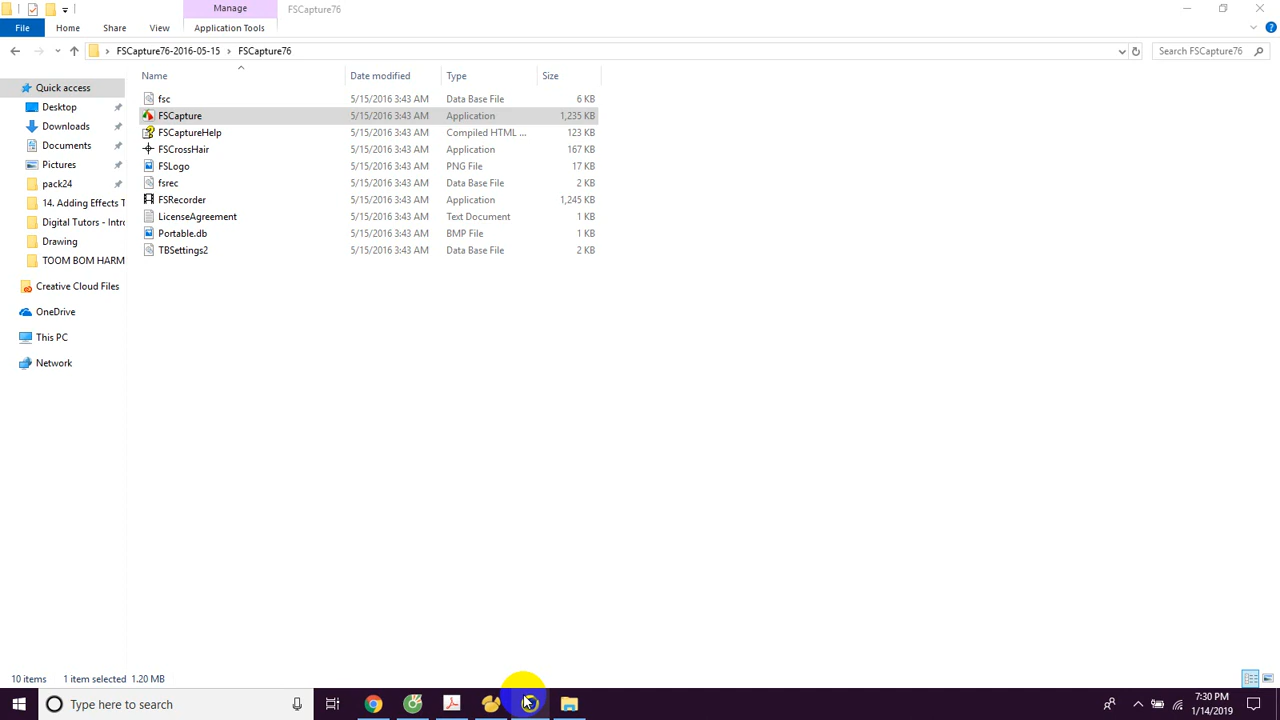 Manage
FSCapture76
File
Home
Share
View
Application Tools
FSCapture76-2016-05-15
FSCapture76
Search FSCapture76
Name
Date modified
Type
Size
Quick access
Desktop
Downloads
Documents
Pictures
pack24
14. Adding Effects T
Digital Tutors - Intro
Drawing
TOOM BOM HARM
Creative Cloud Files
OneDrive
This PC
Network
fsc 5/15/2016 3:43 AM Data Base File 6 KB
FSCapture 5/15/2016 3:43 AM Application 1,235 KB
FSCaptureHelp 5/15/2016 3:43 AM Compiled HTML ... 123 KB
FSCrossHair 5/15/2016 3:43 AM Application 167 KB
FSLogo 5/15/2016 3:43 AM PNG File 17 KB
fsrec 5/15/2016 3:43 AM Data Base File 2 KB
FSRecorder 5/15/2016 3:43 AM Application 1,245 KB
LicenseAgreement 5/15/2016 3:43 AM Text Document 1 KB
Portable.db 5/15/2016 3:43 AM BMP File 1 KB
TBSettings2 5/15/2016 3:43 AM Data Base File 2 KB
10 items 1 item selected 1.20 MB
Type here to search
7:30 PM
1/14/2019